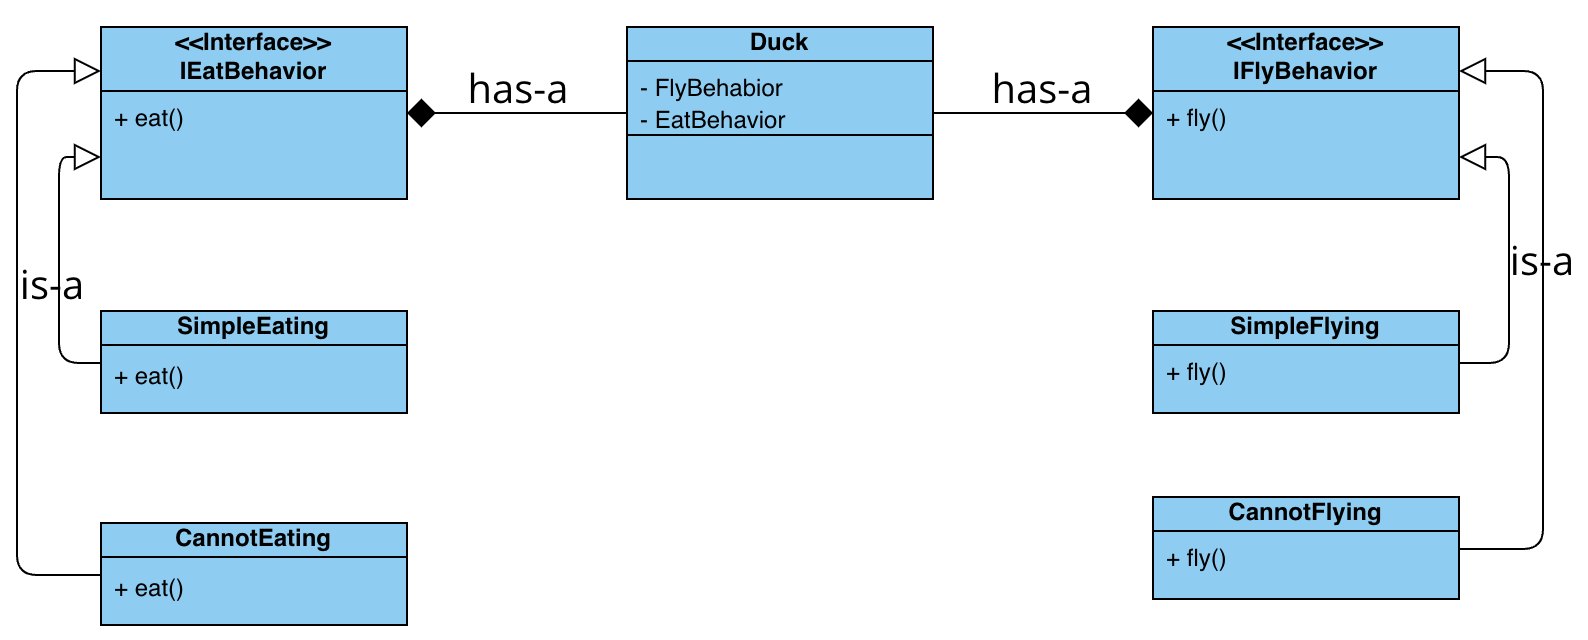 <<Interface>>
IEatBehavior
+ eat()
has-a
Duck
- FlyBehabior
- EatBehavior
has-a
<<Interface>>
IFlyBehavior
+ fly()
is-a
is-a
SimpleEating
+ eat()
SimpleFlying
+ fly()
CannotEating
+ eat()
CannotFlying
+ fly()